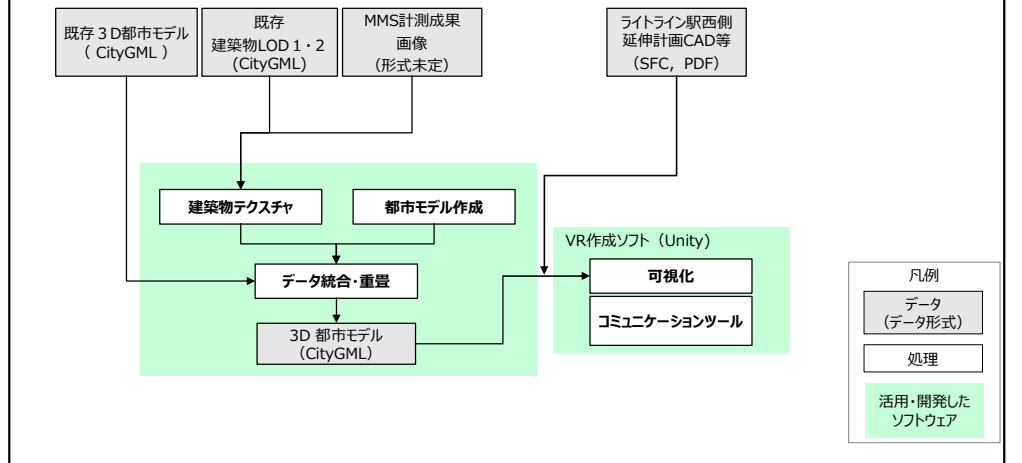 既存３D都市モデル
（ CityGML ）
既存
建築物LOD１・２
(CityGML)
MMS計測成果
画像
(形式未定)
ライトライン駅西側
延伸計画CAD等
（SFC，PDF）
建築物テクスチャ
都市モデル作成
データ統合・重畳
3D 都市モデル
(CityGML)
VR作成ソフト（Unity)
可視化
コミュニケーションツール
凡例
データ
（データ形式）
処理
活用・開発した
ソフトウェア